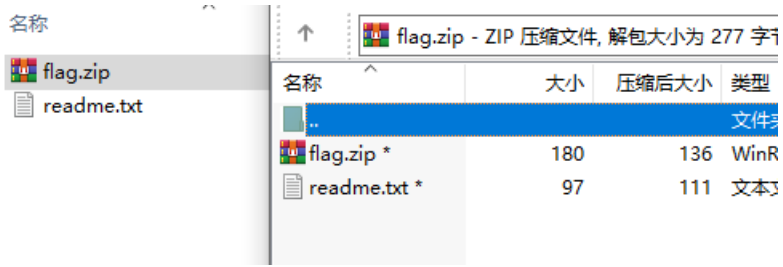 名称
flag.zip
readme.txt
flag.zip - ZIP 压缩文件, 解包大小为 277 字节
名称 大小 压缩后大小 类型
.. 文件夹
flag.zip * 180 136 WinR
readme.txt * 97 111 文本文